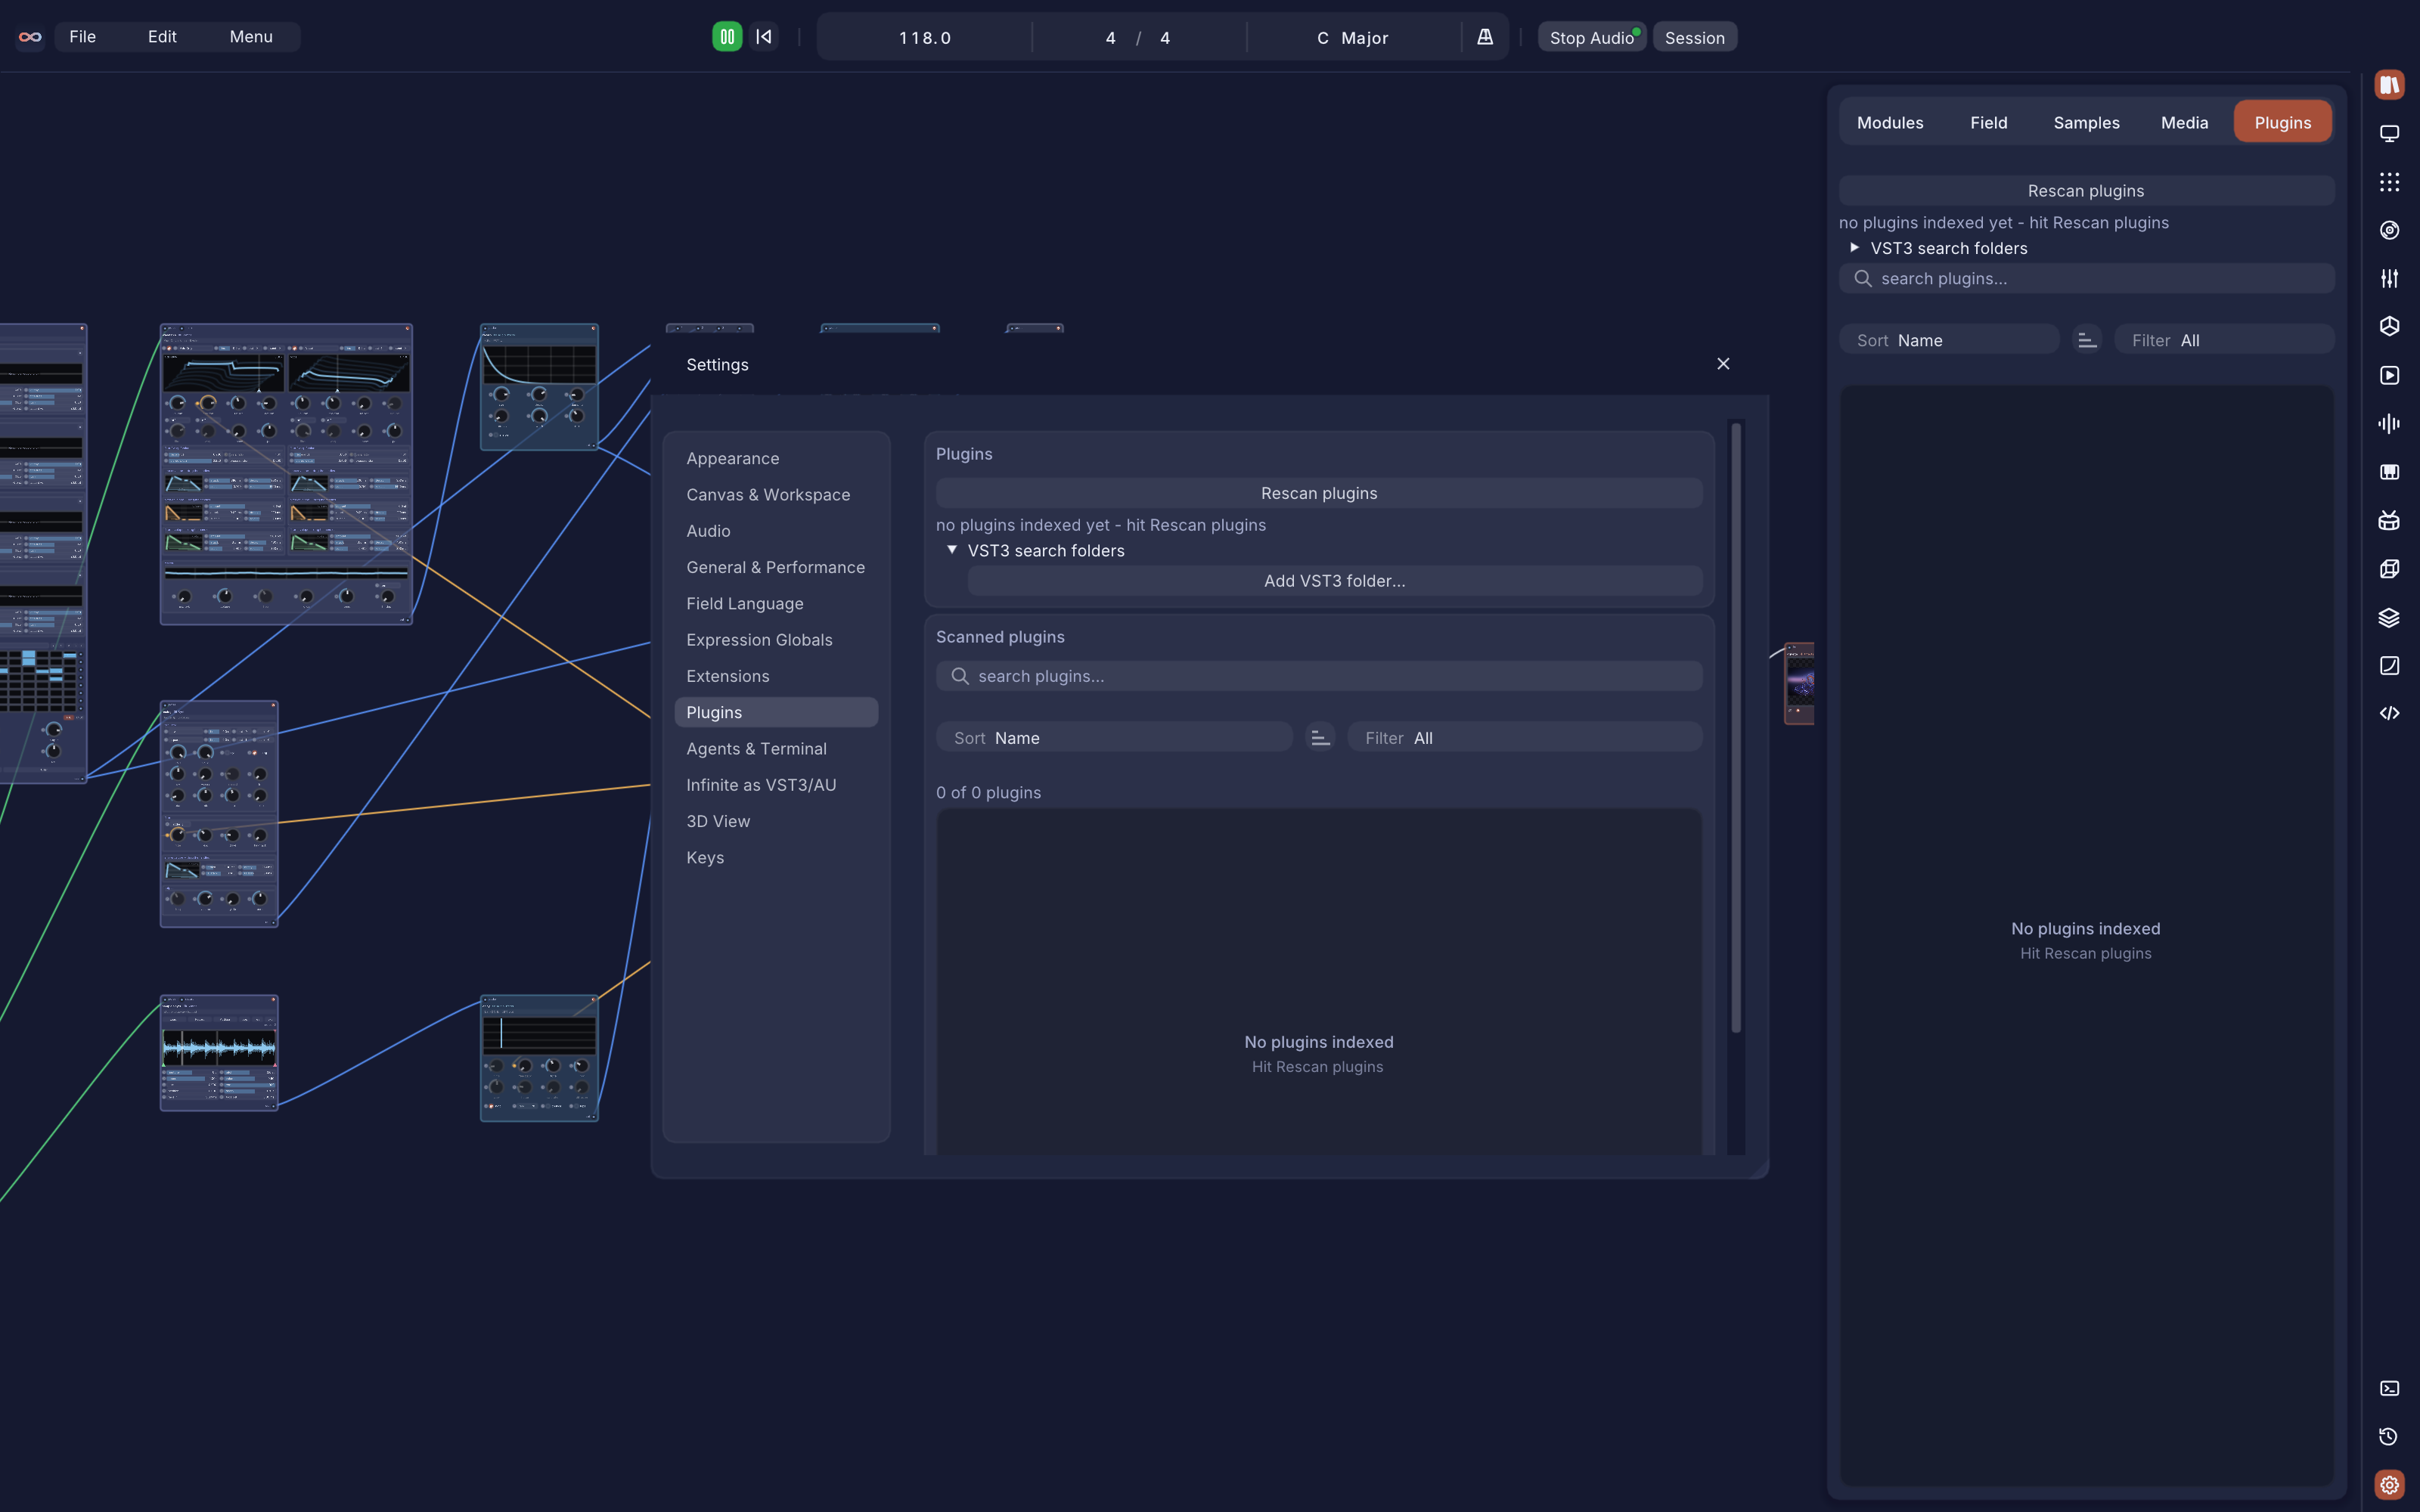 File Edit Menu
118.0 4 / 4 C Major
Stop Audio Session
Modules Field Samples Media Plugins
Rescan plugins
no plugins indexed yet - hit Rescan plugins
VST3 search folders
search plugins...
Sort Name Filter All
No plugins indexed
Hit Rescan plugins
Settings
Appearance
Canvas & Workspace
Audio
General & Performance
Field Language
Expression Globals
Extensions
Plugins
Agents & Terminal
Infinite as VST3/AU
3D View
Keys
Plugins
Rescan plugins
no plugins indexed yet - hit Rescan plugins
VST3 search folders
Add VST3 folder...
Scanned plugins
search plugins...
Sort Name Filter All
0 of 0 plugins
No plugins indexed
Hit Rescan plugins